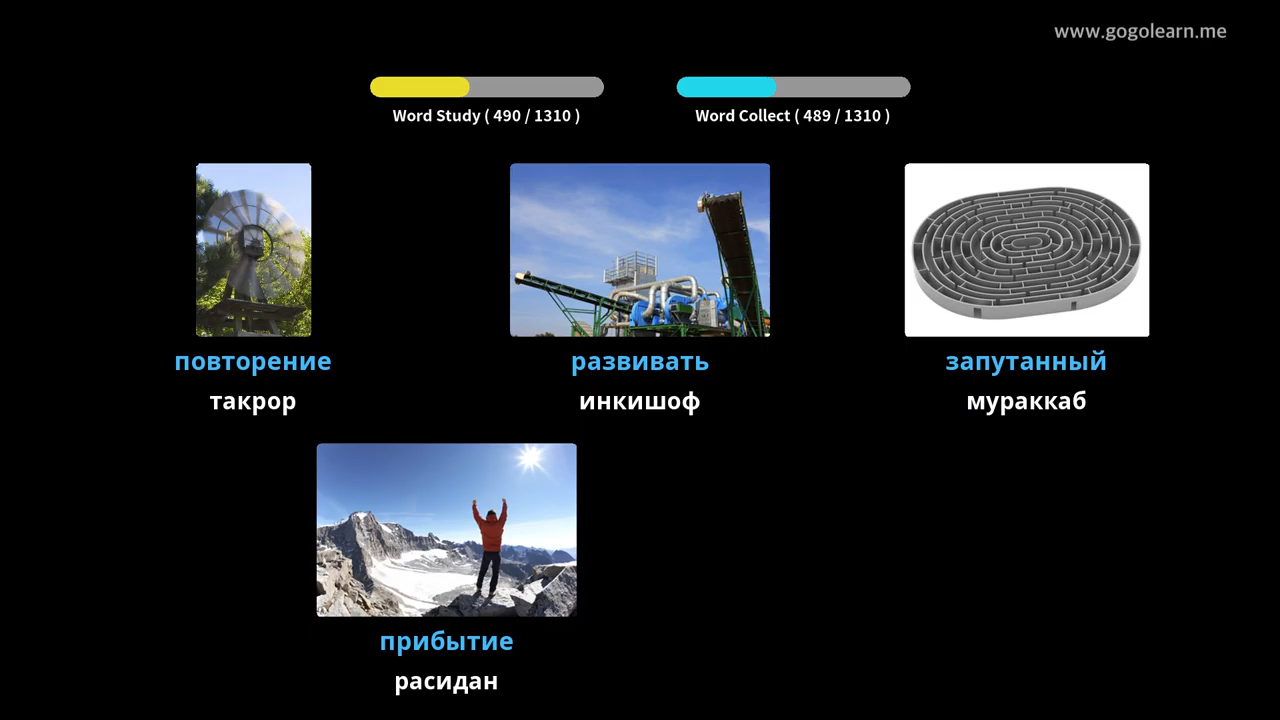 www.gogolearn.me
Word Study ( 490 / 1310 )
Word Collect ( 489 / 1310 )
повторение
такрор
развивать
инкишоф
запутанный
мураккаб
прибытие
расидан